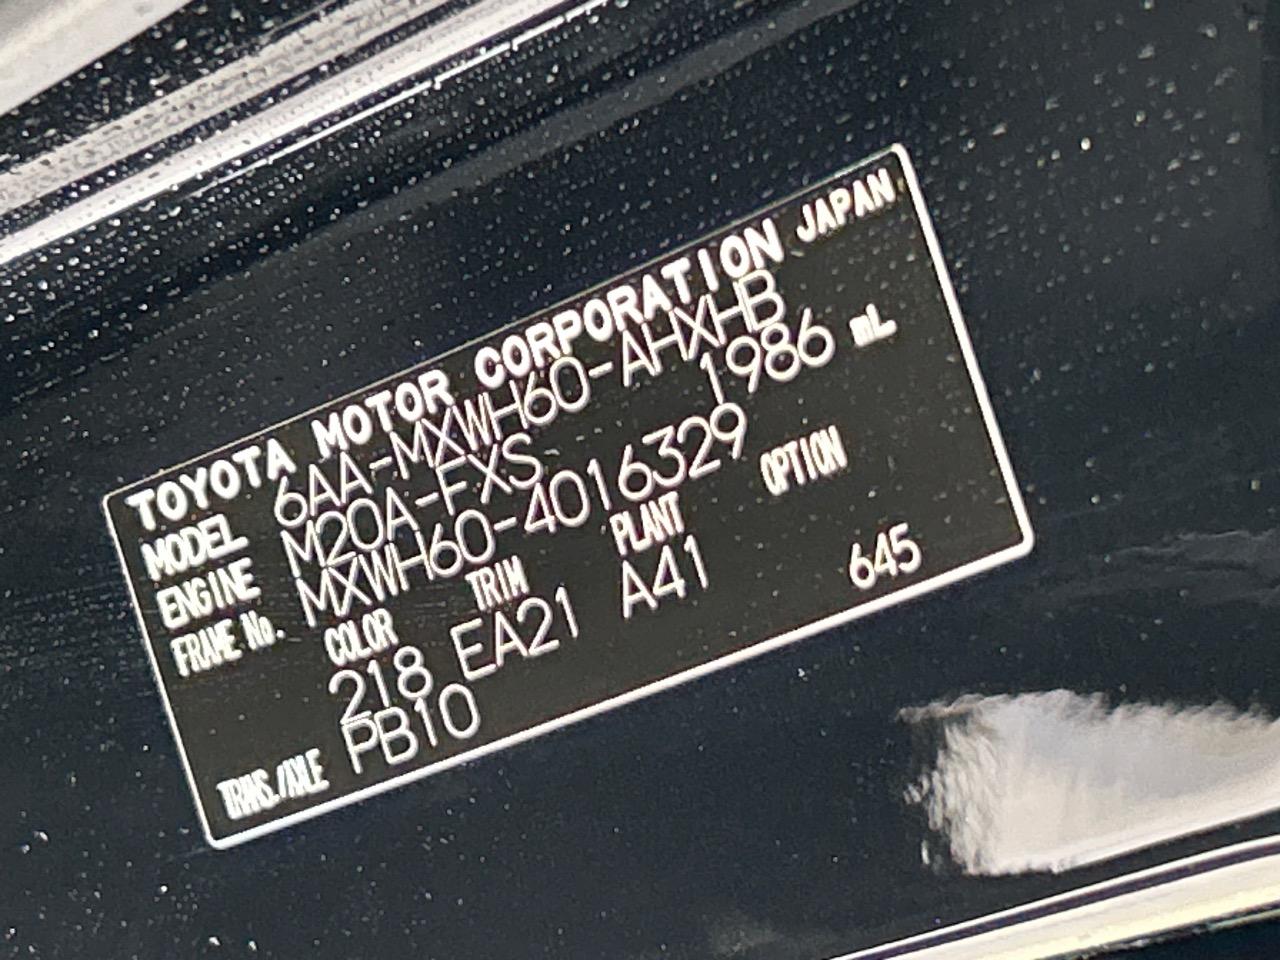 TOYOTA MOTOR CORPORATION JAPAN
MODEL 6AA-MXWH60-AHXHB
ENGINE M20A-FXS 1986 mL
FRAME No. MXWH60-4016329
COLOR TRIM PLANT OPTION
218 EA21 A41 645
TRANS./AXLE PB10